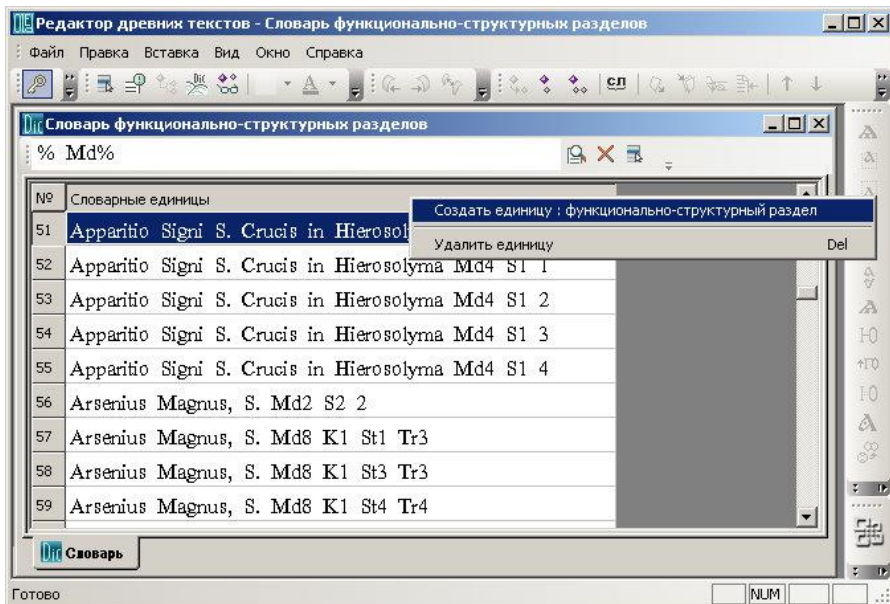 Редактор древних текстов - Словарь функционально-структурных разделов
Файл Правка Вставка Вид Окно Справка
Dic СЛ
Dic Словарь функционально-структурных разделов
% Md%
№ Словарные единицы
51 Apparitio Signi S. Crucis in Hierosol
Создать единицу : функционально-структурный раздел
Удалить единицу Del
52 Apparitio Signi S. Crucis in Hierosolyma Md4 S1 1
53 Apparitio Signi S. Crucis in Hierosolyma Md4 S1 2
54 Apparitio Signi S. Crucis in Hierosolyma Md4 S1 3
55 Apparitio Signi S. Crucis in Hierosolyma Md4 S1 4
56 Arsenius Magnus, S. Md2 S2 2
57 Arsenius Magnus, S. Md8 K1 St1 Tr3
58 Arsenius Magnus, S. Md8 K1 St3 Tr3
59 Arsenius Magnus, S. Md8 K1 St4 Tr4
Dic Словарь
Готово NUM